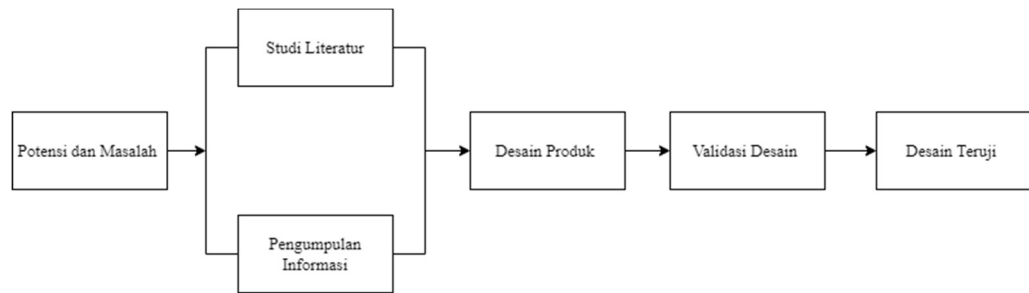 Studi Literatur
Potensi dan Masalah
Desain Produk
Validasi Desain
Desain Teruji
Pengumpulan
Informasi